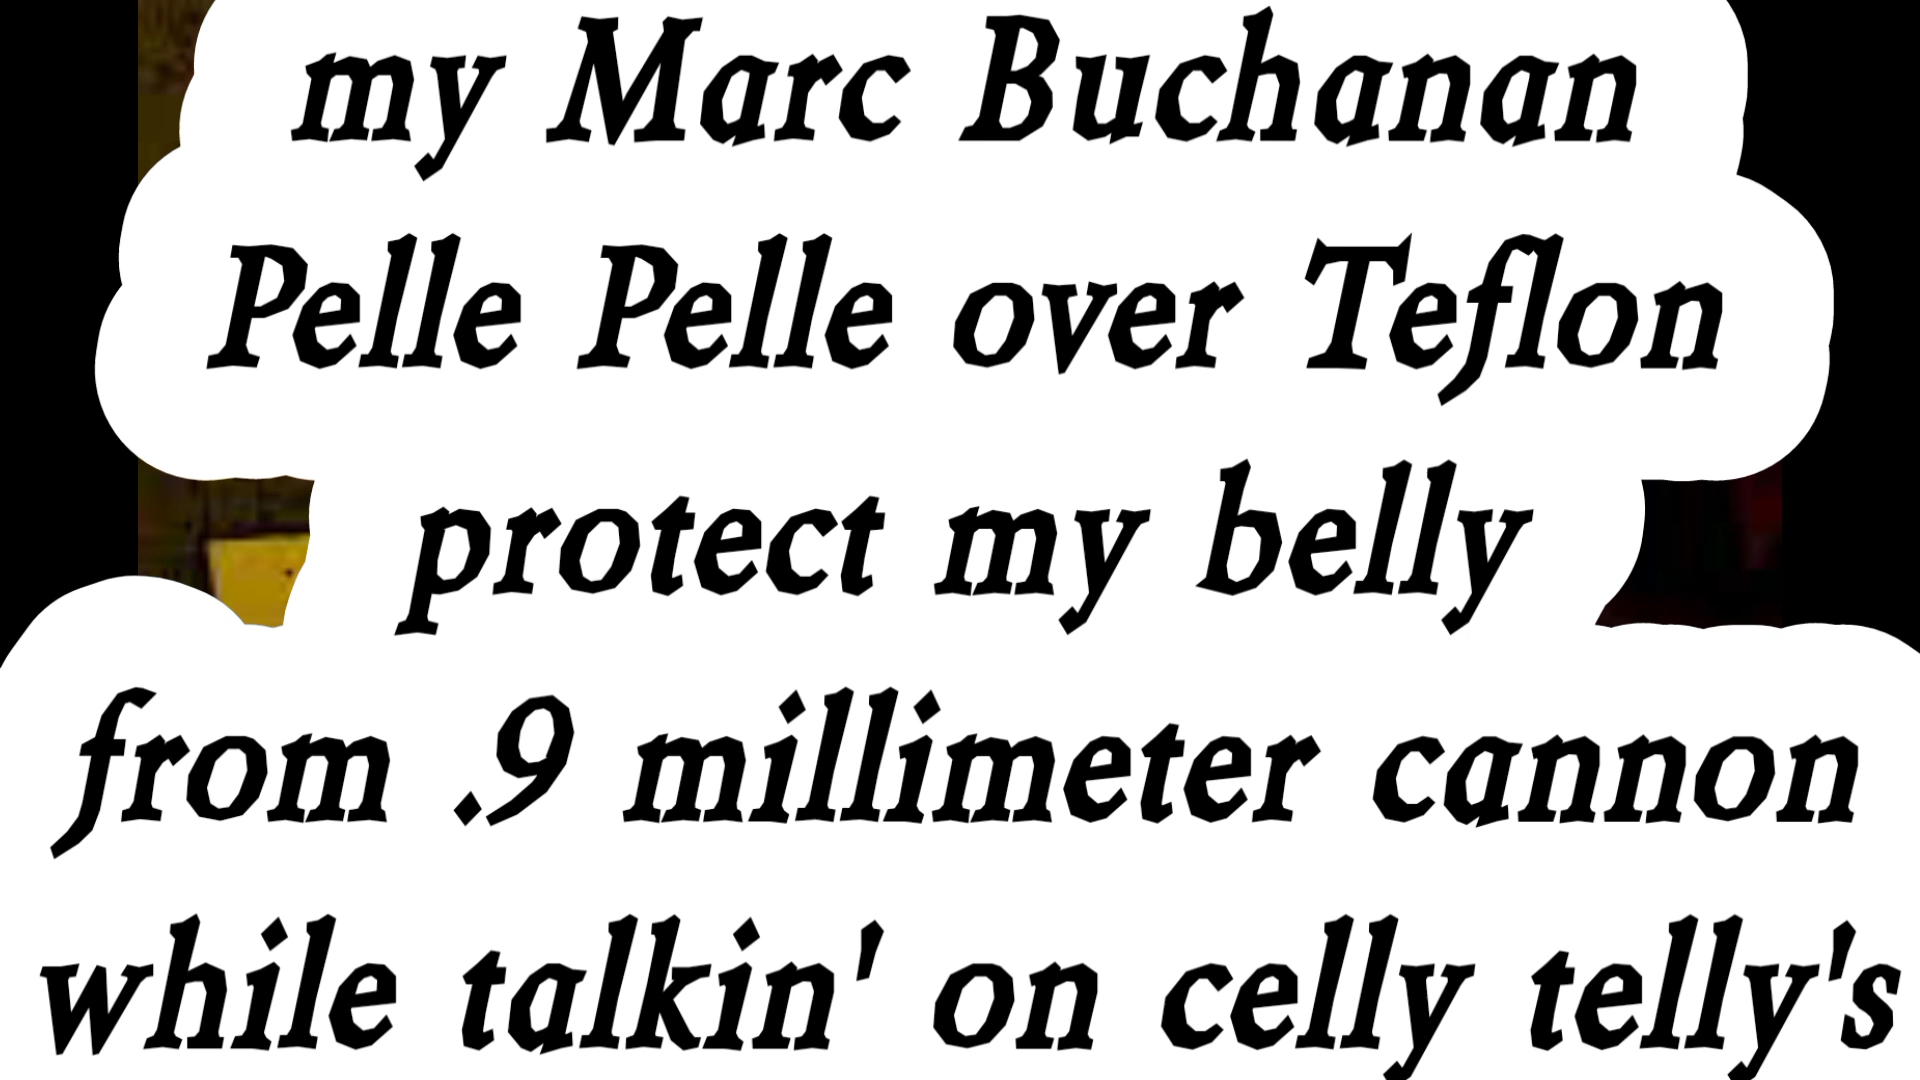 my Marc Buchanan
Pelle Pelle over Teflon
protect my belly
from .9 millimeter cannon
while talkin' on celly telly's